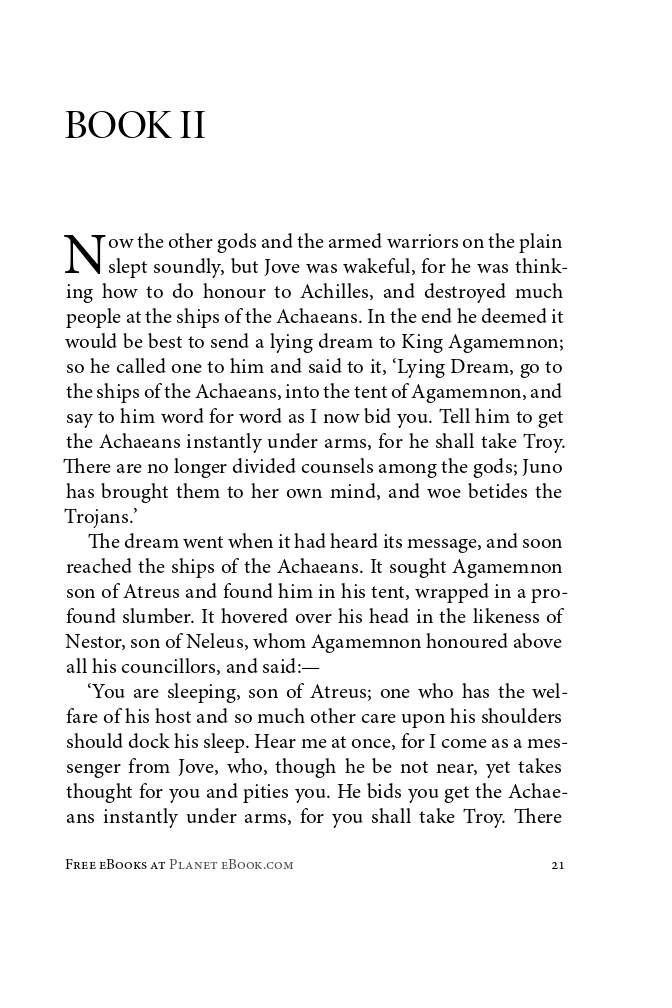 BOOK II
Now the other gods and the armed warriors on the plain
slept soundly, but Jove was wakeful, for he was think-
ing how to do honour to Achilles, and destroyed much
people at the ships of the Achaeans. In the end he deemed it
would be best to send a lying dream to King Agamemnon;
so he called one to him and said to it, ‘Lying Dream, go to
the ships of the Achaeans, into the tent of Agamemnon, and
say to him word for word as I now bid you. Tell him to get
the Achaeans instantly under arms, for he shall take Troy.
There are no longer divided counsels among the gods; Juno
has brought them to her own mind, and woe betides the
Trojans.’
The dream went when it had heard its message, and soon
reached the ships of the Achaeans. It sought Agamemnon
son of Atreus and found him in his tent, wrapped in a pro-
found slumber. It hovered over his head in the likeness of
Nestor, son of Neleus, whom Agamemnon honoured above
all his councillors, and said:—
‘You are sleeping, son of Atreus; one who has the wel-
fare of his host and so much other care upon his shoulders
should dock his sleep. Hear me at once, for I come as a mes-
senger from Jove, who, though he be not near, yet takes
thought for you and pities you. He bids you get the Achae-
ans instantly under arms, for you shall take Troy. There
Free eBooks at Planet eBook.com 21